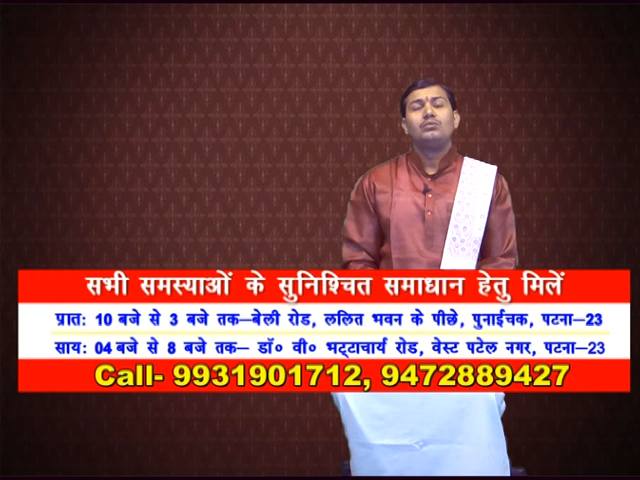 सभी समस्याओं के सुनिश्चित समाधान हेतु मिलें
प्रात: 10 बजे से 3 बजे तक–बेली रोड, ललित भवन के पीछे, पुनाईचक, पटना–23
साय: 04 बजे से 8 बजे तक– डॉ० वी० भट्टाचार्य रोड, वेस्ट पटेल नगर, पटना–23
Call- 9931901712, 9472889427